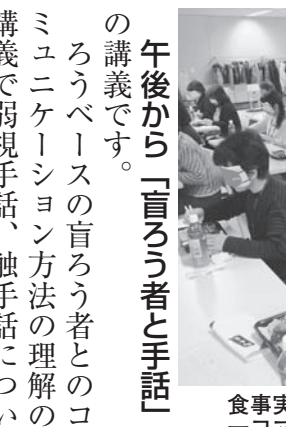 午後から「盲ろう者と手話」
の講義です。
ろうベースの盲ろう者とのコ
ミュニケーション方法の理解の
講義で弱視手話、触手話につい
食事実